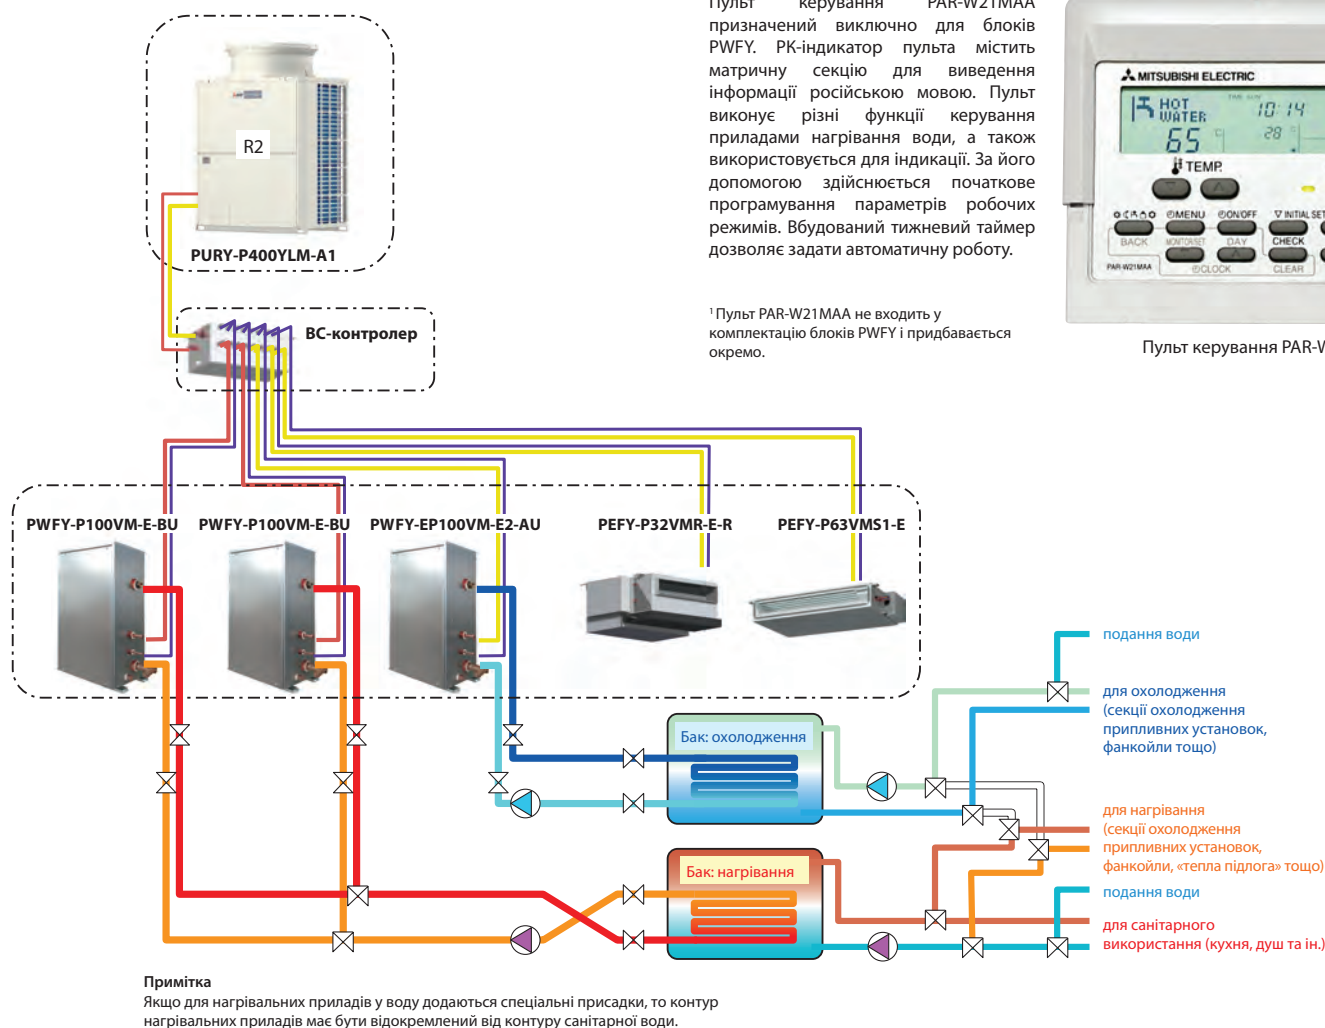 Пульт керування PAR-W21MAA
призначений виключно для блоків
PWFY. РК-індикатор пульта містить
матричну секцію для виведення
інформації російською мовою. Пульт
виконує різні функції керування
приладами нагрівання води, а також
використовується для індикації. За його
допомогою здійснюється початкове
програмування параметрів робочих
режимів. Вбудований тижневий таймер
дозволяє задати автоматичну роботу.
¹ Пульт PAR-W21MAA не входить у
комплектацію блоків PWFY і придбавається
окремо.
MITSUBISHI ELECTRIC
HOT
WATER
10:14
65 °C
28
TEMP.
MENU
ON/OFF
INITIAL SET
BACK
MONITOR/SET
DAY
CHECK
PAR-W21MAA
CLOCK
CLEAR
Пульт керування PAR-W
R2
PURY-P400YLM-A1
BC-контролер
PWFY-P100VM-E-BU
PWFY-P100VM-E-BU
PWFY-EP100VM-E2-AU
PEFY-P32VMR-E-R
PEFY-P63VMS1-E
подання води
для охолодження
(секції охолодження
припливних установок,
фанкойли тощо)
Бак: охолодження
для нагрівання
(секції охолодження
припливних установок,
фанкойли, «тепла підлога» тощо)
Бак: нагрівання
подання води
для санітарного
використання (кухня, душ та ін.)
Примітка
Якщо для нагрівальних приладів у воду додаються спеціальні присадки, то контур
нагрівальних приладів має бути відокремлений від контуру санітарної води.